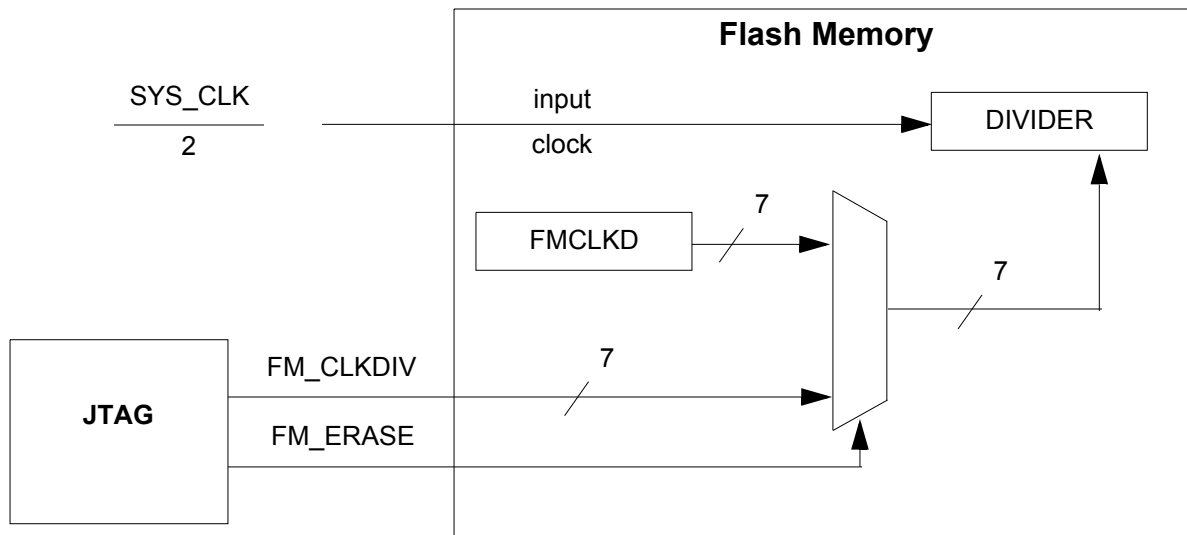 Flash Memory
SYS_CLK
2
input
clock
DIVIDER
7
FMCLKD
7
FM_CLKDIV
7
JTAG
FM_ERASE